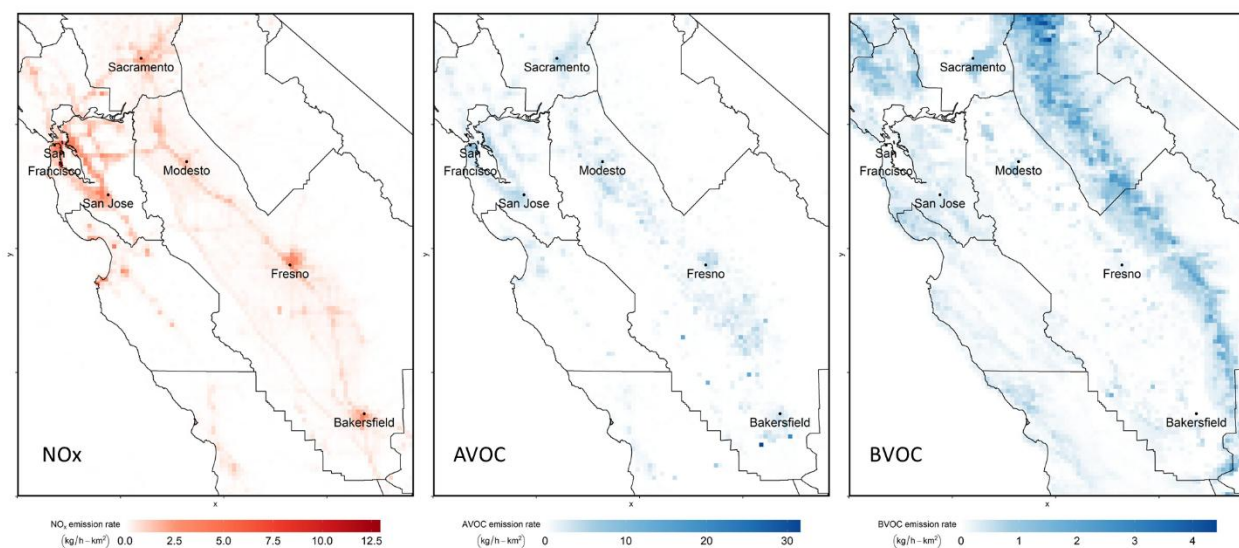 Sacramento
San
Francisco
Modesto
San Jose
Fresno
Bakersfield
NOx
y
x
NOₓ emission rate
(kg/h−km²)
0.0 2.5 5.0 7.5 10.0 12.5
Sacramento
San
Francisco
Modesto
San Jose
Fresno
Bakersfield
AVOC
y
x
AVOC emission rate
(kg/h−km²)
0 10 20 30
Sacramento
San
Francisco
Modesto
San Jose
Fresno
Bakersfield
BVOC
y
x
BVOC emission rate
(kg/h−km²)
0 1 2 3 4